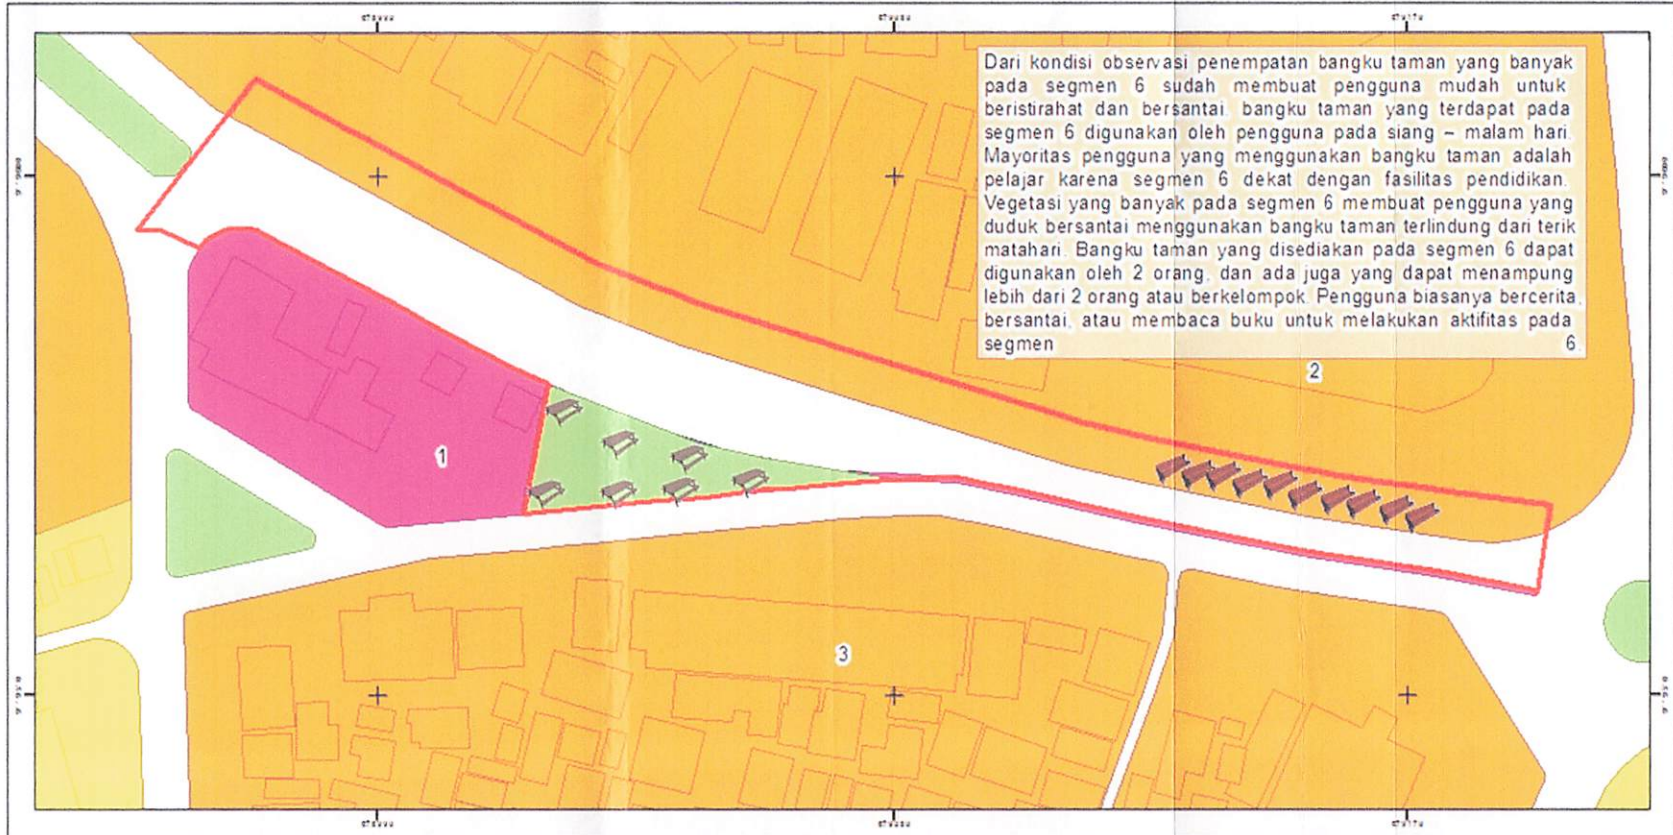 Dari kondisi observasi penempatan bangku taman yang banyak
pada segmen 6 sudah membuat pengguna mudah untuk
beristirahat dan bersantai. bangku taman yang terdapat pada
segmen 6 digunakan oleh pengguna pada siang – malam hari.
Mayoritas pengguna yang menggunakan bangku taman adalah
pelajar karena segmen 6 dekat dengan fasilitas pendidikan.
Vegetasi yang banyak pada segmen 6 membuat pengguna yang
duduk bersantai menggunakan bangku taman terlindung dari terik
matahari. Bangku taman yang disediakan pada segmen 6 dapat
digunakan oleh 2 orang, dan ada juga yang dapat menampung
lebih dari 2 orang atau berkelompok. Pengguna biasanya bercerita,
bersantai, atau membaca buku untuk melakukan aktifitas pada
segmen 6.
2
1
3